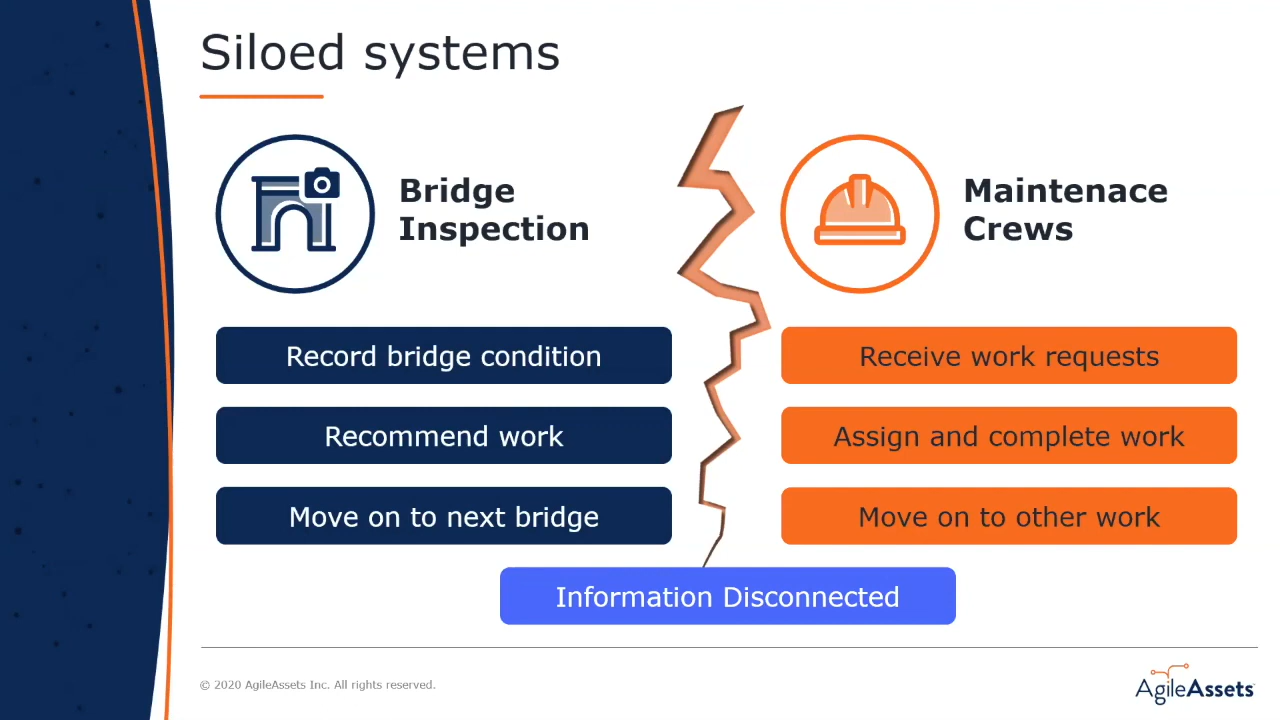 Siloed systems
Bridge
Inspection
Maintenace
Crews
Record bridge condition
Receive work requests
Recommend work
Assign and complete work
Move on to next bridge
Move on to other work
Information Disconnected
© 2020 AgileAssets Inc. All rights reserved.
AgileAssets